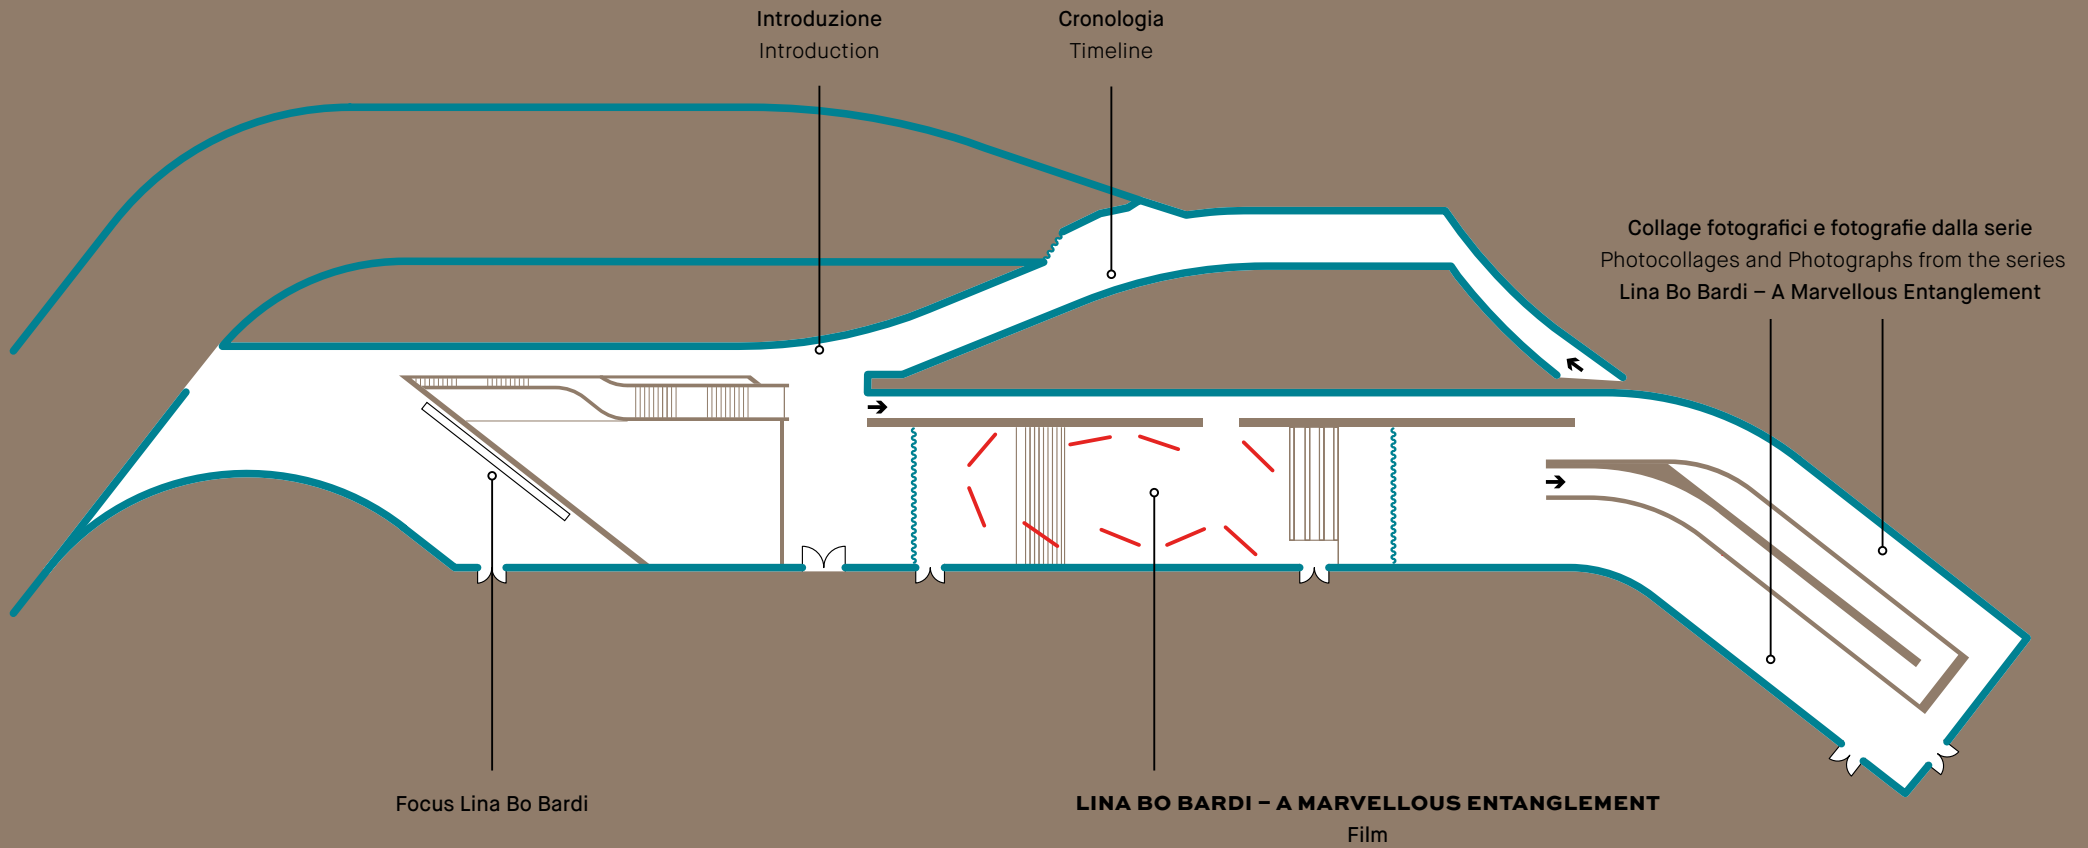 Introduzione
Introduction
Cronologia
Timeline
Collage fotografici e fotografie dalla serie
Photocollages and Photographs from the series
Lina Bo Bardi – A Marvellous Entanglement
Focus Lina Bo Bardi
LINA BO BARDI – A MARVELLOUS ENTANGLEMENT
Film